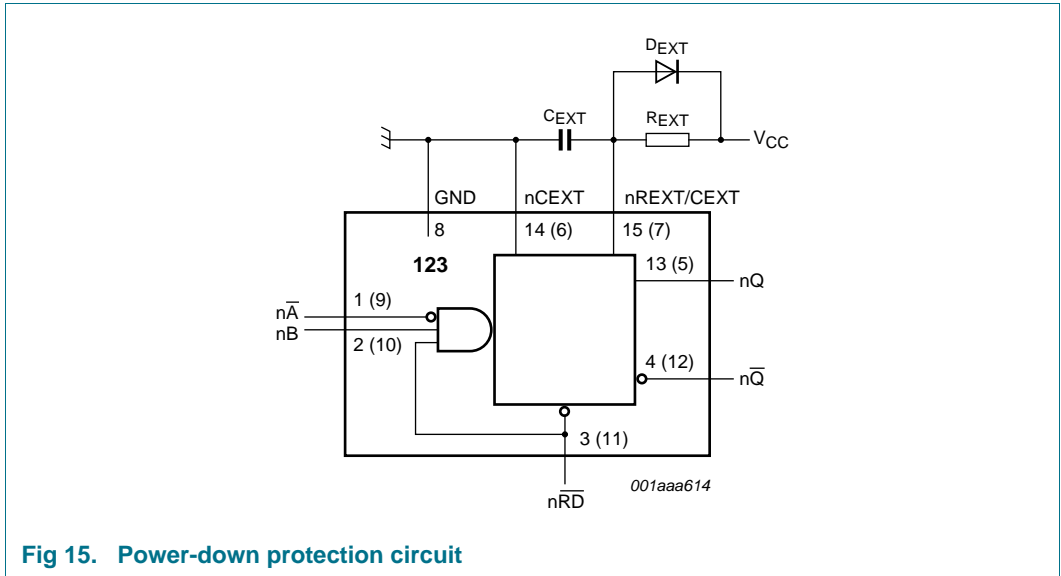 DEXT
CEXT
REXT
VCC
GND
nCEXT
nREXT/CEXT
8
14 (6)
15 (7)
123
13 (5)
nQ
1 (9)
nA̅
nB
2 (10)
4 (12)
nQ̅
3 (11)
nR̅D̅
001aaa614
Fig 15. Power-down protection circuit